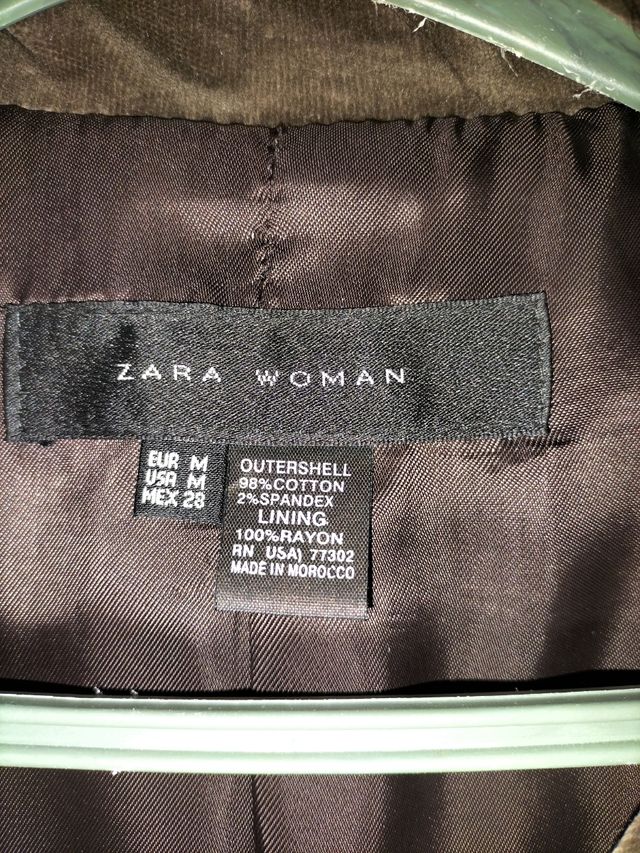 ZARA WOMAN
EUR M
USA M
MEX 28
OUTERSHELL
98%COTTON
2%SPANDEX
LINING
100%RAYON
RN USA) 77302
MADE IN MOROCCO